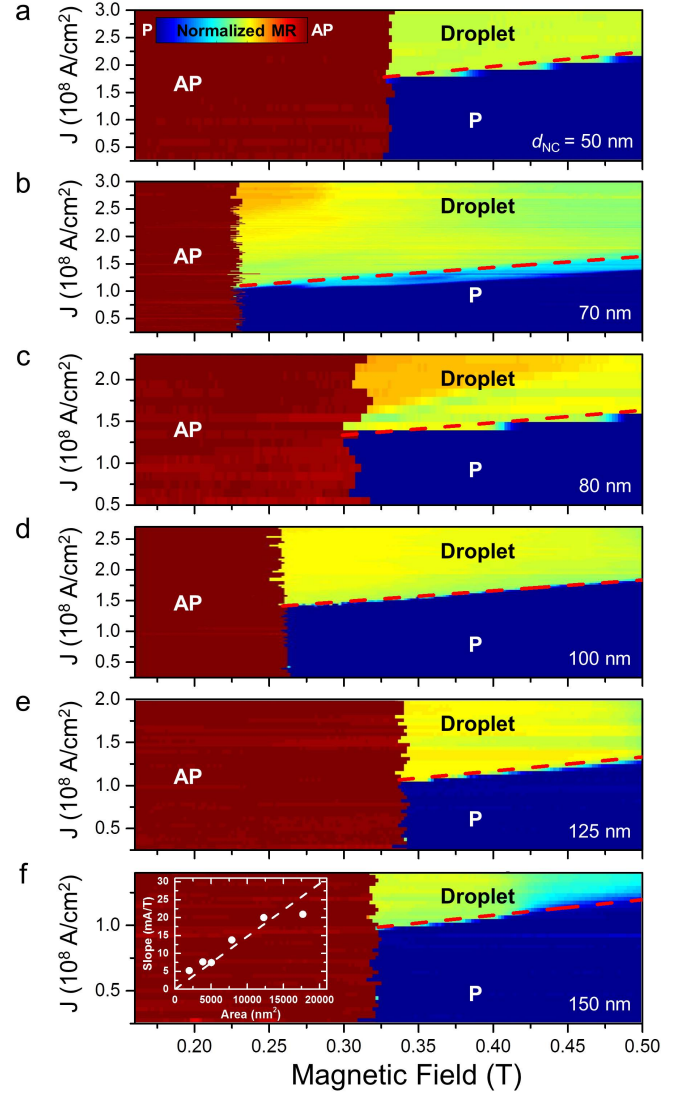 a
P Normalized MR AP
AP
Droplet
P
d_NC = 50 nm
J (10⁸ A/cm²)
3.0
2.5
2.0
1.5
1.0
0.5
b
AP
Droplet
P
70 nm
J (10⁸ A/cm²)
3.0
2.5
2.0
1.5
1.0
0.5
c
AP
Droplet
P
80 nm
J (10⁸ A/cm²)
2.0
1.5
1.0
0.5
d
AP
Droplet
P
100 nm
J (10⁸ A/cm²)
2.5
2.0
1.5
1.0
0.5
e
AP
Droplet
P
125 nm
J (10⁸ A/cm²)
2.0
1.5
1.0
0.5
f
Droplet
P
150 nm
J (10⁸ A/cm²)
1.0
0.5
Slope (mA/T)
30
25
20
15
10
5
0
0 5000 10000 15000 20000
Area (nm²)
0.20 0.25 0.30 0.35 0.40 0.45 0.50
Magnetic Field (T)